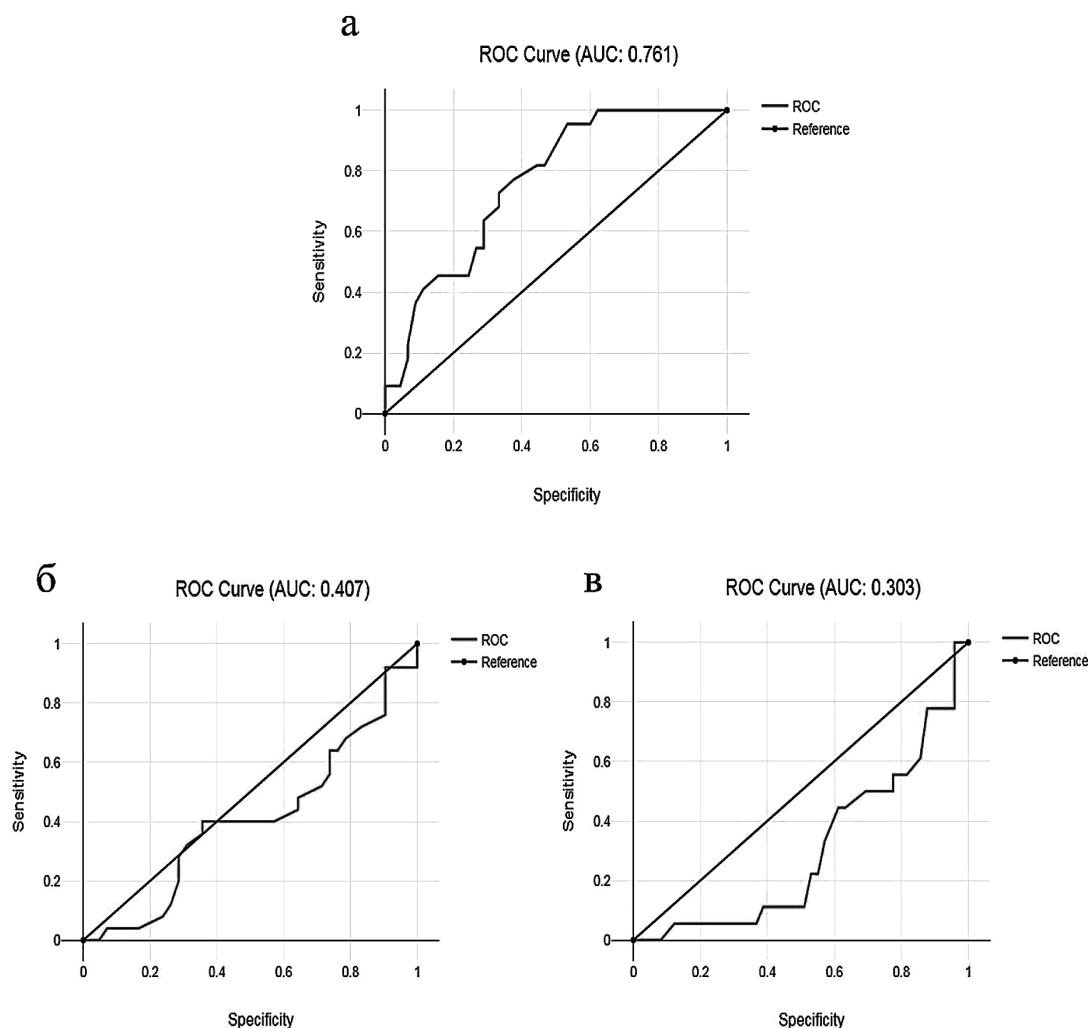 а
ROC Curve (AUC: 0.761)
ROC
Reference
1
0.8
0.6
0.4
0.2
0
Sensitivity
0 0.2 0.4 0.6 0.8 1
Specificity
б
ROC Curve (AUC: 0.407)
ROC
Reference
1
0.8
0.6
0.4
0.2
0
Sensitivity
0 0.2 0.4 0.6 0.8 1
Specificity
в
ROC Curve (AUC: 0.303)
ROC
Reference
1
0.8
0.6
0.4
0.2
0
Sensitivity
0 0.2 0.4 0.6 0.8 1
Specificity